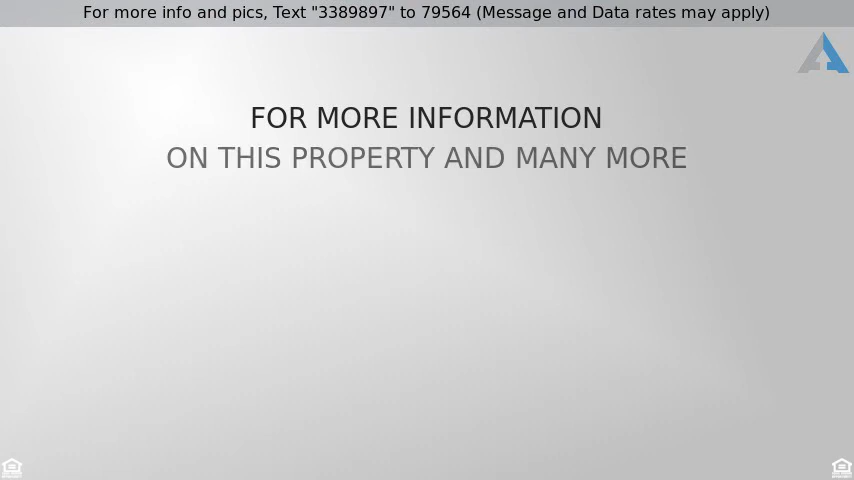 For more info and pics, Text "3389897" to 79564 (Message and Data rates may apply)
FOR MORE INFORMATION
ON THIS PROPERTY AND MANY MORE